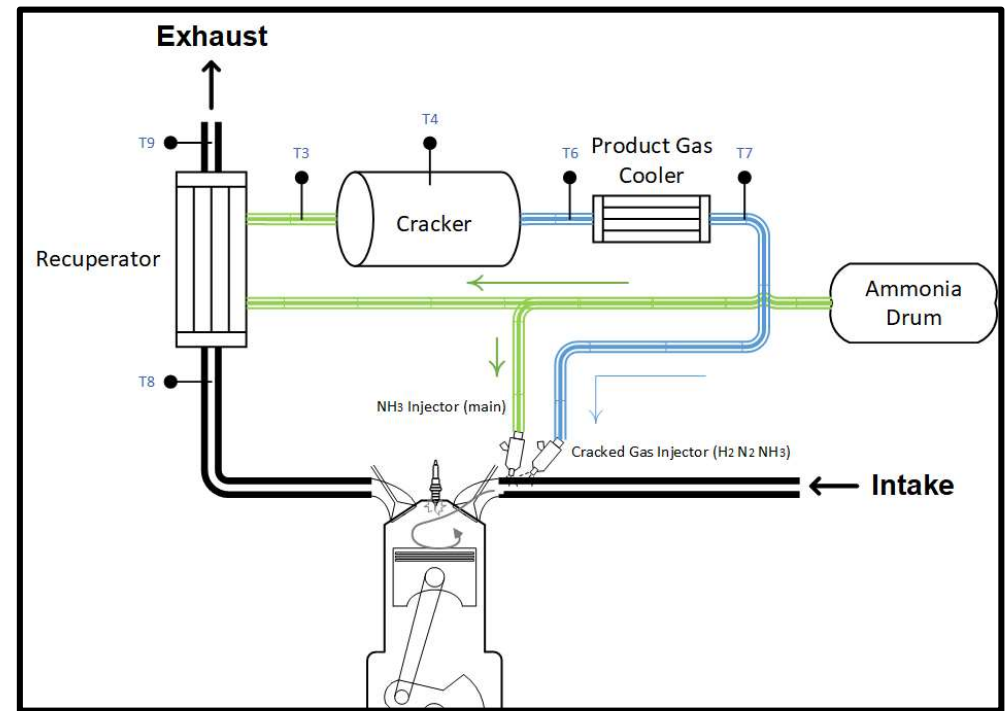 Exhaust
T9
T3
T4
T6
Product Gas
Cooler
T7
Cracker
Recuperator
Ammonia
Drum
T8
NH3 Injector (main)
Cracked Gas Injector (H2 N2 NH3)
Intake